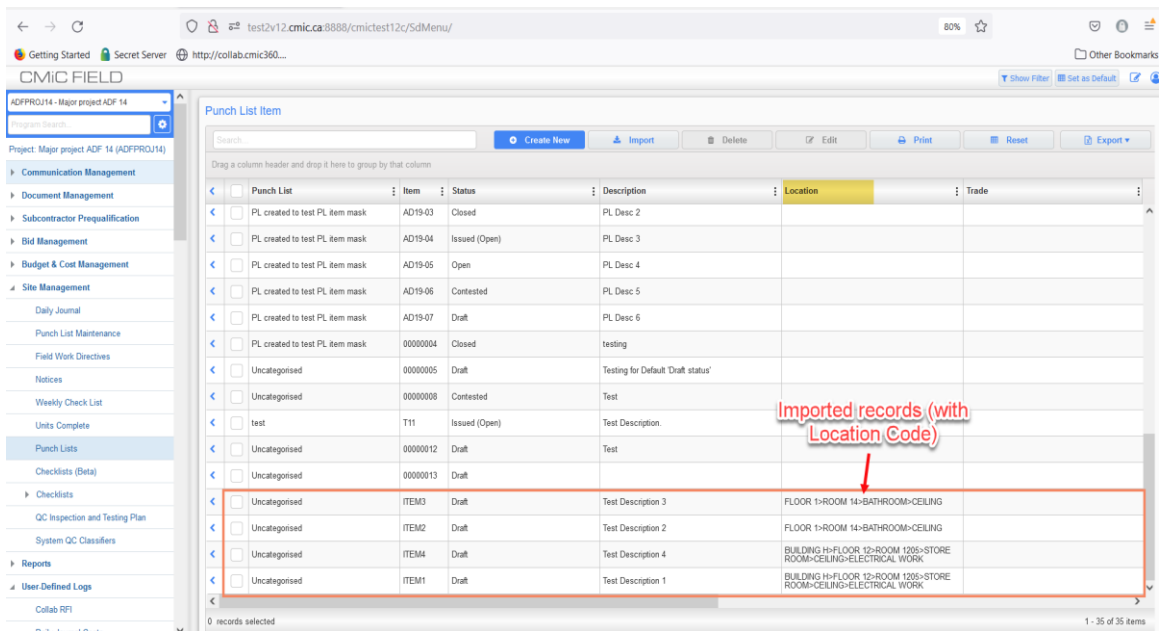 test2v12.cmic.ca:8888/cmictest12c/SdMenu/
80%
Getting Started Secret Server http://collab.cmic360....
Other Bookmarks
CMiC FIELD
Show Filter Set as Default
ADFPROJ14 - Major project ADF 14
Program Search...
Project: Major project ADF 14 (ADFPROJ14)
Communication Management
Document Management
Subcontractor Prequalification
Bid Management
Budget & Cost Management
Site Management
Daily Journal
Punch List Maintenance
Field Work Directives
Notices
Weekly Check List
Units Complete
Punch Lists
Checklists (Beta)
Checklists
QC Inspection and Testing Plan
System QC Classifiers
Reports
User-Defined Logs
Collab RFI
Punch List Item
Search... Create New Import Delete Edit Print Reset Export
Drag a column header and drop it here to group by that column
Punch List Item Status Description Location Trade
PL created to test PL item mask AD19-03 Closed PL Desc 2
PL created to test PL item mask AD19-04 Issued (Open) PL Desc 3
PL created to test PL item mask AD19-05 Open PL Desc 4
PL created to test PL item mask AD19-06 Contested PL Desc 5
PL created to test PL item mask AD19-07 Draft PL Desc 6
PL created to test PL item mask 00000004 Closed testing
Uncategorised 00000005 Draft Testing for Default 'Draft status'
Uncategorised 00000008 Contested Test
test T11 Issued (Open) Test Description.
Uncategorised 00000012 Draft Test
Uncategorised 00000013 Draft
Imported records (with
Location Code)
Uncategorised ITEM3 Draft Test Description 3 FLOOR 1>ROOM 14>BATHROOM>CEILING
Uncategorised ITEM2 Draft Test Description 2 FLOOR 1>ROOM 14>BATHROOM>CEILING
Uncategorised ITEM4 Draft Test Description 4 BUILDING H>FLOOR 12>ROOM 1205>STORE
ROOM>CEILING>ELECTRICAL WORK
Uncategorised ITEM1 Draft Test Description 1 BUILDING H>FLOOR 12>ROOM 1205>STORE
ROOM>CEILING>ELECTRICAL WORK
0 records selected
1 - 35 of 35 items